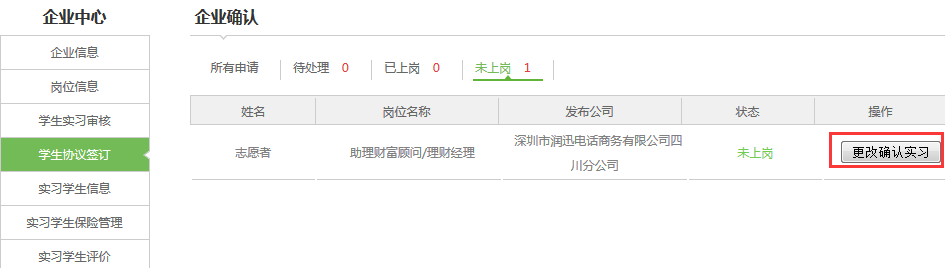 企业中心
企业信息
岗位信息
学生实习审核
学生协议签订
实习学生信息
实习学生保险管理
实习学生评价
企业确认
所有申请 待处理 0 已上岗 0 未上岗 1
姓名 岗位名称 发布公司 状态 操作
志愿者 助理财富顾问/理财经理 深圳市润迅电话商务有限公司四 未上岗 更改确认实习
川分公司